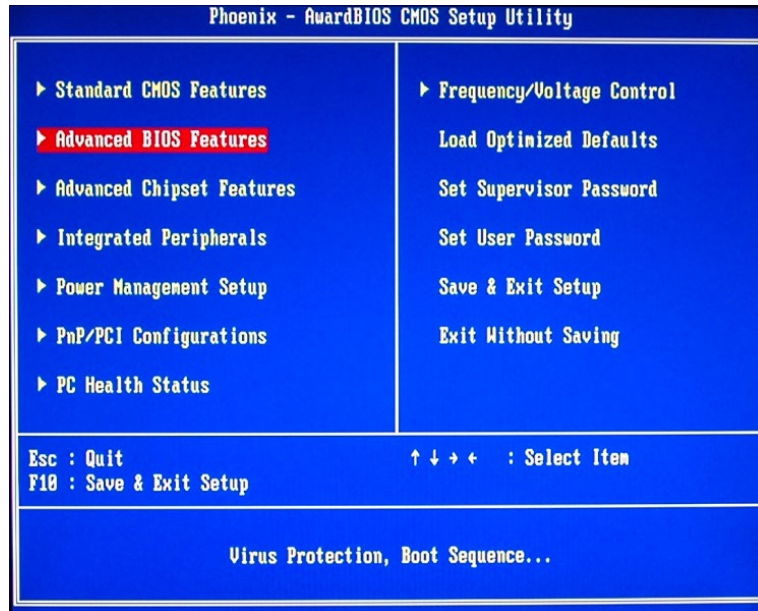 Phoenix - AwardBIOS CMOS Setup Utility
Standard CMOS Features
Advanced BIOS Features
Advanced Chipset Features
Integrated Peripherals
Power Management Setup
PnP/PCI Configurations
PC Health Status
Frequency/Voltage Control
Load Optimized Defaults
Set Supervisor Password
Set User Password
Save & Exit Setup
Exit Without Saving
Esc : Quit
F10 : Save & Exit Setup
↑ ↓ → ← : Select Item
Virus Protection, Boot Sequence...